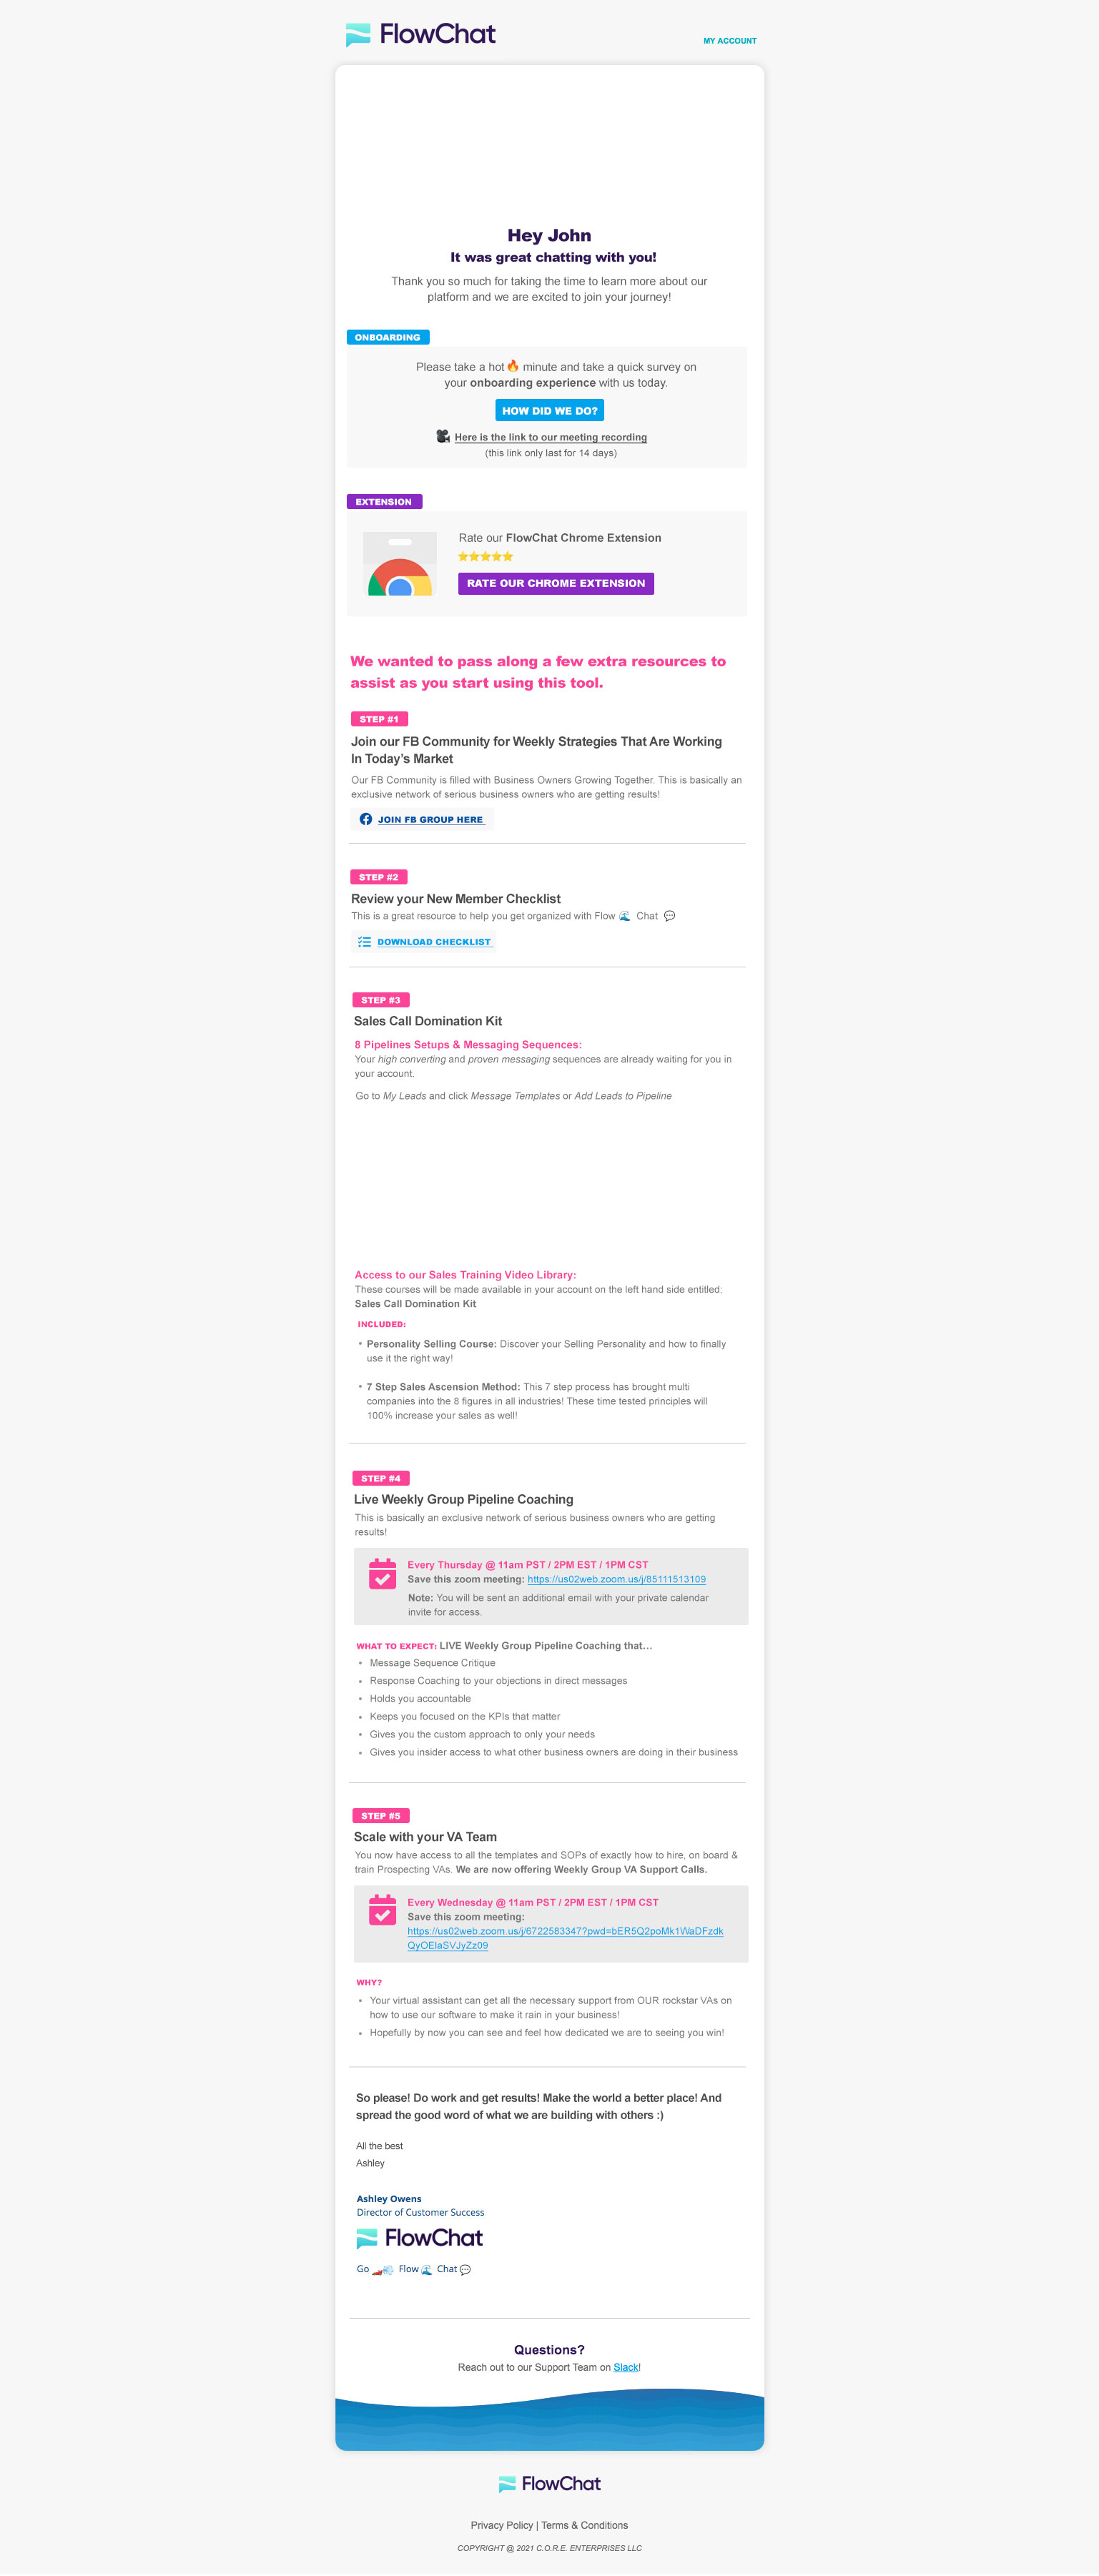 FlowChat
MY ACCOUNT
Hey John
It was great chatting with you!
Thank you so much for taking the time to learn more about our
platform and we are excited to join your journey!
ONBOARDING
Please take a hot 🔥 minute and take a quick survey on
your onboarding experience with us today.
HOW DID WE DO?
🎥 Here is the link to our meeting recording
(this link only last for 14 days)
EXTENSION
Rate our FlowChat Chrome Extension
⭐⭐⭐⭐⭐
RATE OUR CHROME EXTENSION
We wanted to pass along a few extra resources to
assist as you start using this tool.
STEP #1
Join our FB Community for Weekly Strategies That Are Working
In Today’s Market
Our FB Community is filled with Business Owners Growing Together. This is basically an
exclusive network of serious business owners who are getting results!
JOIN FB GROUP HERE
STEP #2
Review your New Member Checklist
This is a great resource to help you get organized with Flow 🌊 Chat 💬
DOWNLOAD CHECKLIST
STEP #3
Sales Call Domination Kit
8 Pipelines Setups & Messaging Sequences:
Your high converting and proven messaging sequences are already waiting for you in
your account.
Go to My Leads and click Message Templates or Add Leads to Pipeline
Access to our Sales Training Video Library:
These courses will be made available in your account on the left hand side entitled:
Sales Call Domination Kit
INCLUDED:
• Personality Selling Course: Discover your Selling Personality and how to finally
use it the right way!
• 7 Step Sales Ascension Method: This 7 step process has brought multi
companies into the 8 figures in all industries! These time tested principles will
100% increase your sales as well!
STEP #4
Live Weekly Group Pipeline Coaching
This is basically an exclusive network of serious business owners who are getting
results!
Every Thursday @ 11am PST / 2PM EST / 1PM CST
Save this zoom meeting: https://us02web.zoom.us/j/85111513109
Note: You will be sent an additional email with your private calendar
invite for access.
WHAT TO EXPECT: LIVE Weekly Group Pipeline Coaching that...
• Message Sequence Critique
• Response Coaching to your objections in direct messages
• Holds you accountable
• Keeps you focused on the KPIs that matter
• Gives you the custom approach to only your needs
• Gives you insider access to what other business owners are doing in their business
STEP #5
Scale with your VA Team
You now have access to all the templates and SOPs of exactly how to hire, on board &
train Prospecting VAs. We are now offering Weekly Group VA Support Calls.
Every Wednesday @ 11am PST / 2PM EST / 1PM CST
Save this zoom meeting:
https://us02web.zoom.us/j/6722583347?pwd=bER5Q2poMk1WaDFzdk
QyOElaSVJyZz09
WHY?
• Your virtual assistant can get all the necessary support from OUR rockstar VAs on
how to use our software to make it rain in your business!
• Hopefully by now you can see and feel how dedicated we are to seeing you win!
So please! Do work and get results! Make the world a better place! And
spread the good word of what we are building with others :)
All the best
Ashley
Ashley Owens
Director of Customer Success
FlowChat
Go 🏎️💨 Flow 🌊 Chat 💬
Questions?
Reach out to our Support Team on Slack!
FlowChat
Privacy Policy | Terms & Conditions
COPYRIGHT @ 2021 C.O.R.E. ENTERPRISES LLC